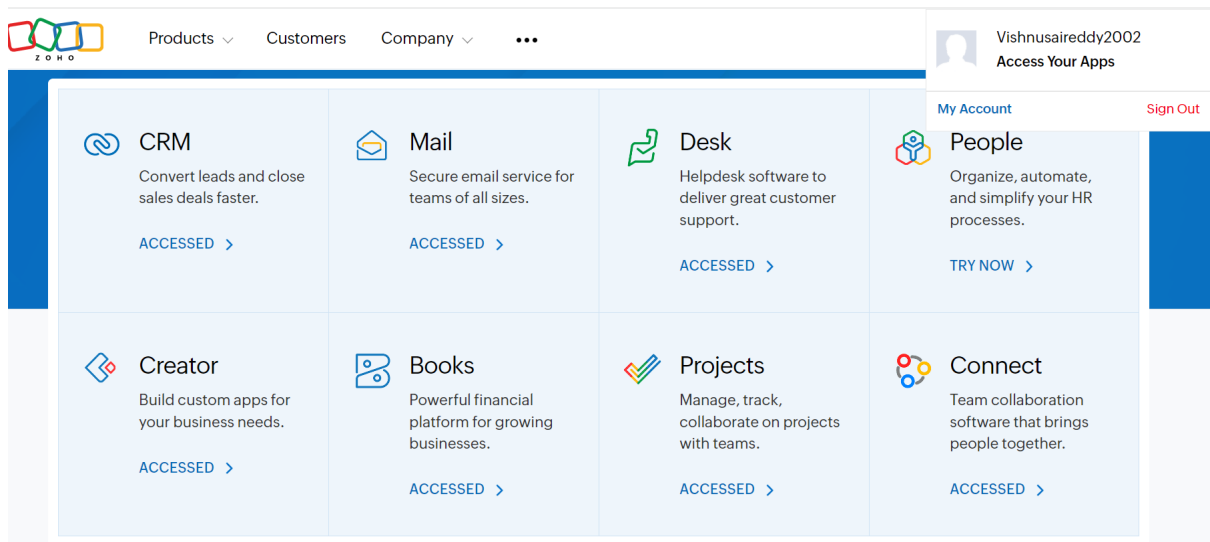 ZOHO
Products
Customers
Company
•••
Vishnusaireddy2002
Access Your Apps
My Account
Sign Out
CRM
Convert leads and close
sales deals faster.
ACCESSED >
Mail
Secure email service for
teams of all sizes.
ACCESSED >
Desk
Helpdesk software to
deliver great customer
support.
ACCESSED >
People
Organize, automate,
and simplify your HR
processes.
TRY NOW >
Creator
Build custom apps for
your business needs.
ACCESSED >
Books
Powerful financial
platform for growing
businesses.
ACCESSED >
Projects
Manage, track,
collaborate on projects
with teams.
ACCESSED >
Connect
Team collaboration
software that brings
people together.
ACCESSED >